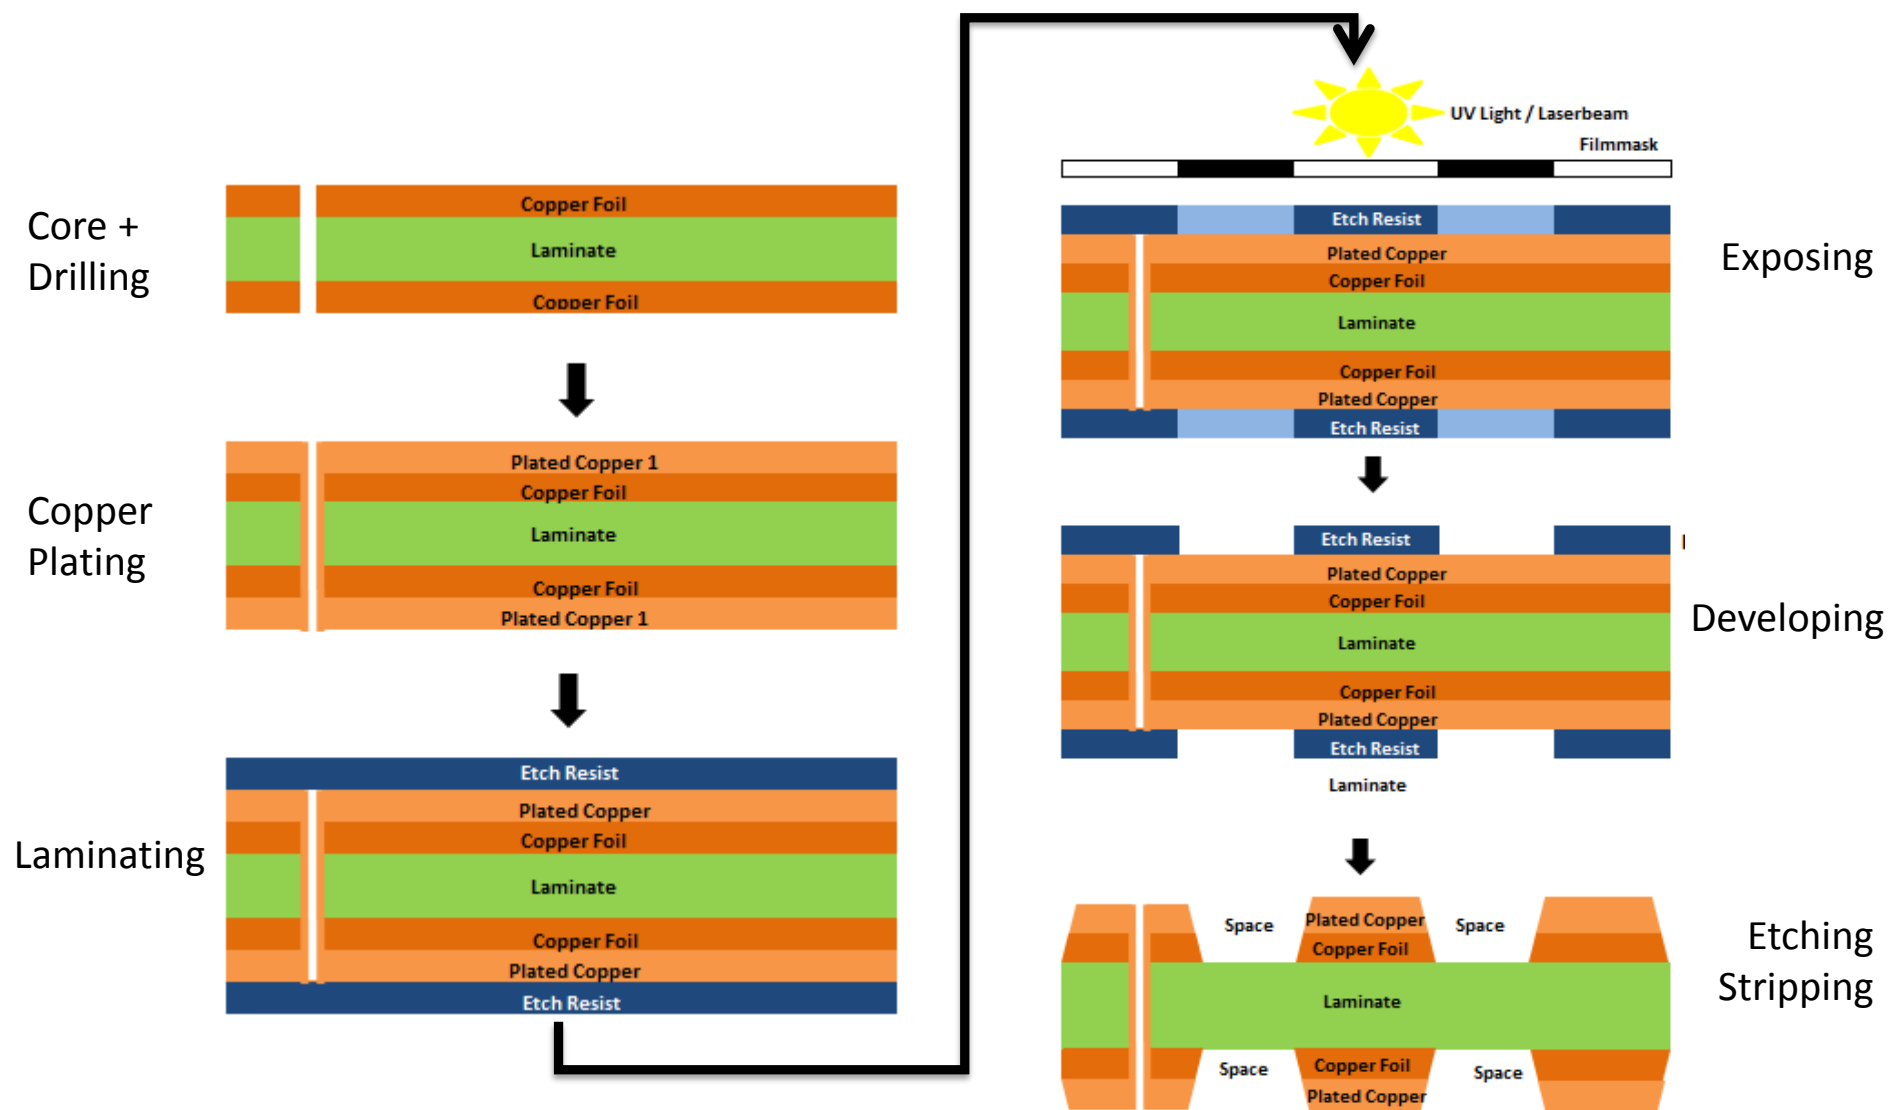 Core +
Drilling
Copper Foil
Laminate
Copper Foil
Copper
Plating
Plated Copper 1
Copper Foil
Laminate
Copper Foil
Plated Copper 1
Laminating
Etch Resist
Plated Copper
Copper Foil
Laminate
Copper Foil
Plated Copper
Etch Resist
UV Light / Laserbeam
Filmmask
Etch Resist
Plated Copper
Copper Foil
Laminate
Copper Foil
Plated Copper
Etch Resist
Exposing
Etch Resist
Plated Copper
Copper Foil
Laminate
Copper Foil
Plated Copper
Etch Resist
Laminate
Developing
Space
Plated Copper
Space
Copper Foil
Laminate
Space
Copper Foil
Space
Plated Copper
Etching
Stripping